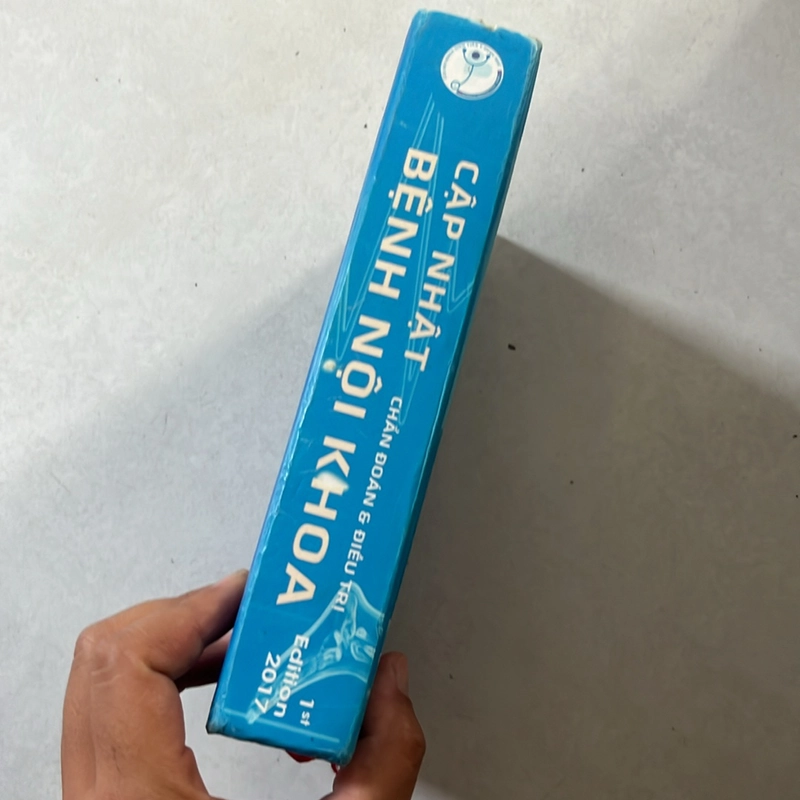 CẬP NHẬT
CHẨN ĐOÁN & ĐIỀU TRỊ
BỆNH NỘI KHOA
1st
Edition
2017